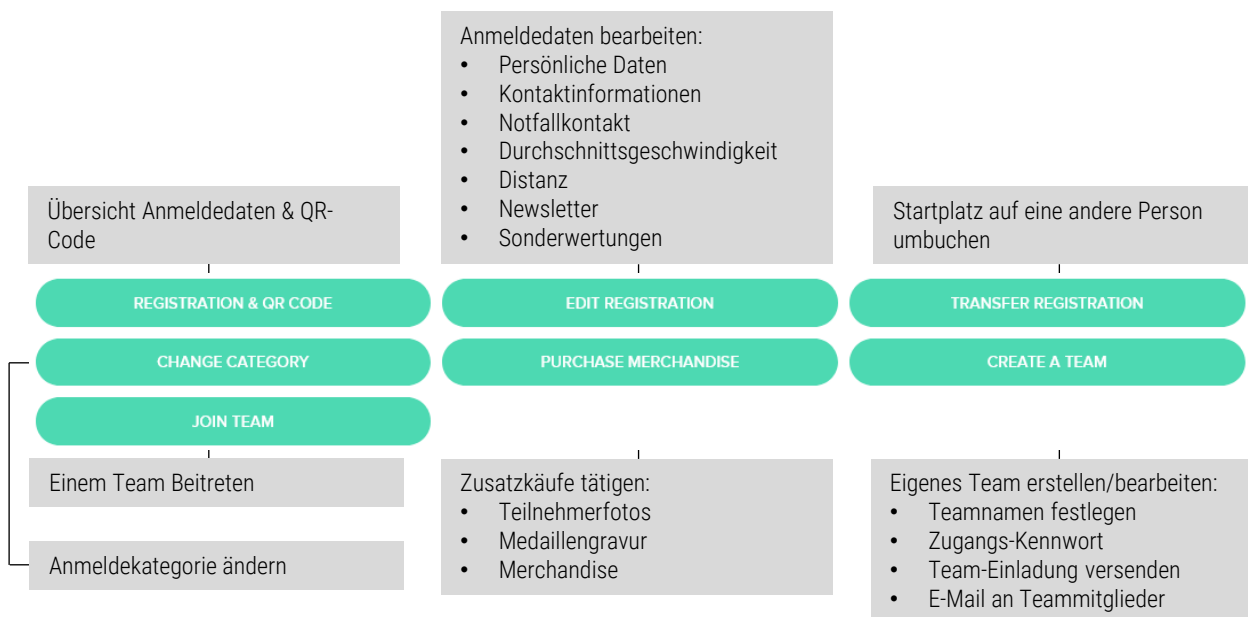 Anmeldedaten bearbeiten:
• Persönliche Daten
• Kontaktinformationen
• Notfallkontakt
• Durchschnittsgeschwindigkeit
• Distanz
• Newsletter
• Sonderwertungen
Übersicht Anmeldedaten & QR-
Code
Startplatz auf eine andere Person
umbuchen
REGISTRATION & QR CODE
EDIT REGISTRATION
TRANSFER REGISTRATION
CHANGE CATEGORY
PURCHASE MERCHANDISE
CREATE A TEAM
JOIN TEAM
Einem Team Beitreten
Anmeldekategorie ändern
Zusatzkäufe tätigen:
• Teilnehmerfotos
• Medaillengravur
• Merchandise
Eigenes Team erstellen/bearbeiten:
• Teamnamen festlegen
• Zugangs-Kennwort
• Team-Einladung versenden
• E-Mail an Teammitglieder